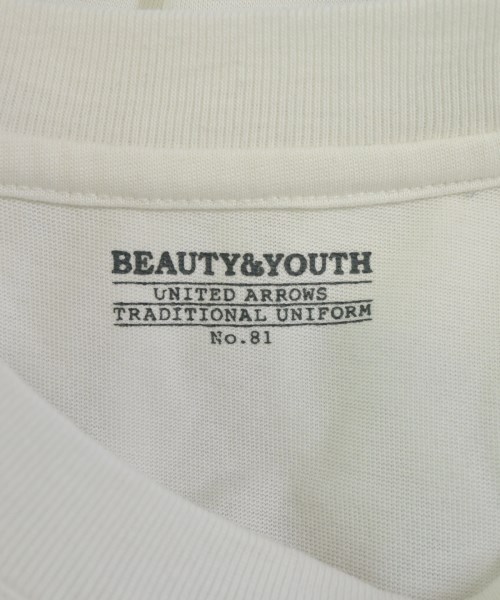 BEAUTY&YOUTH
UNITED ARROWS
TRADITIONAL UNIFORM
No.81